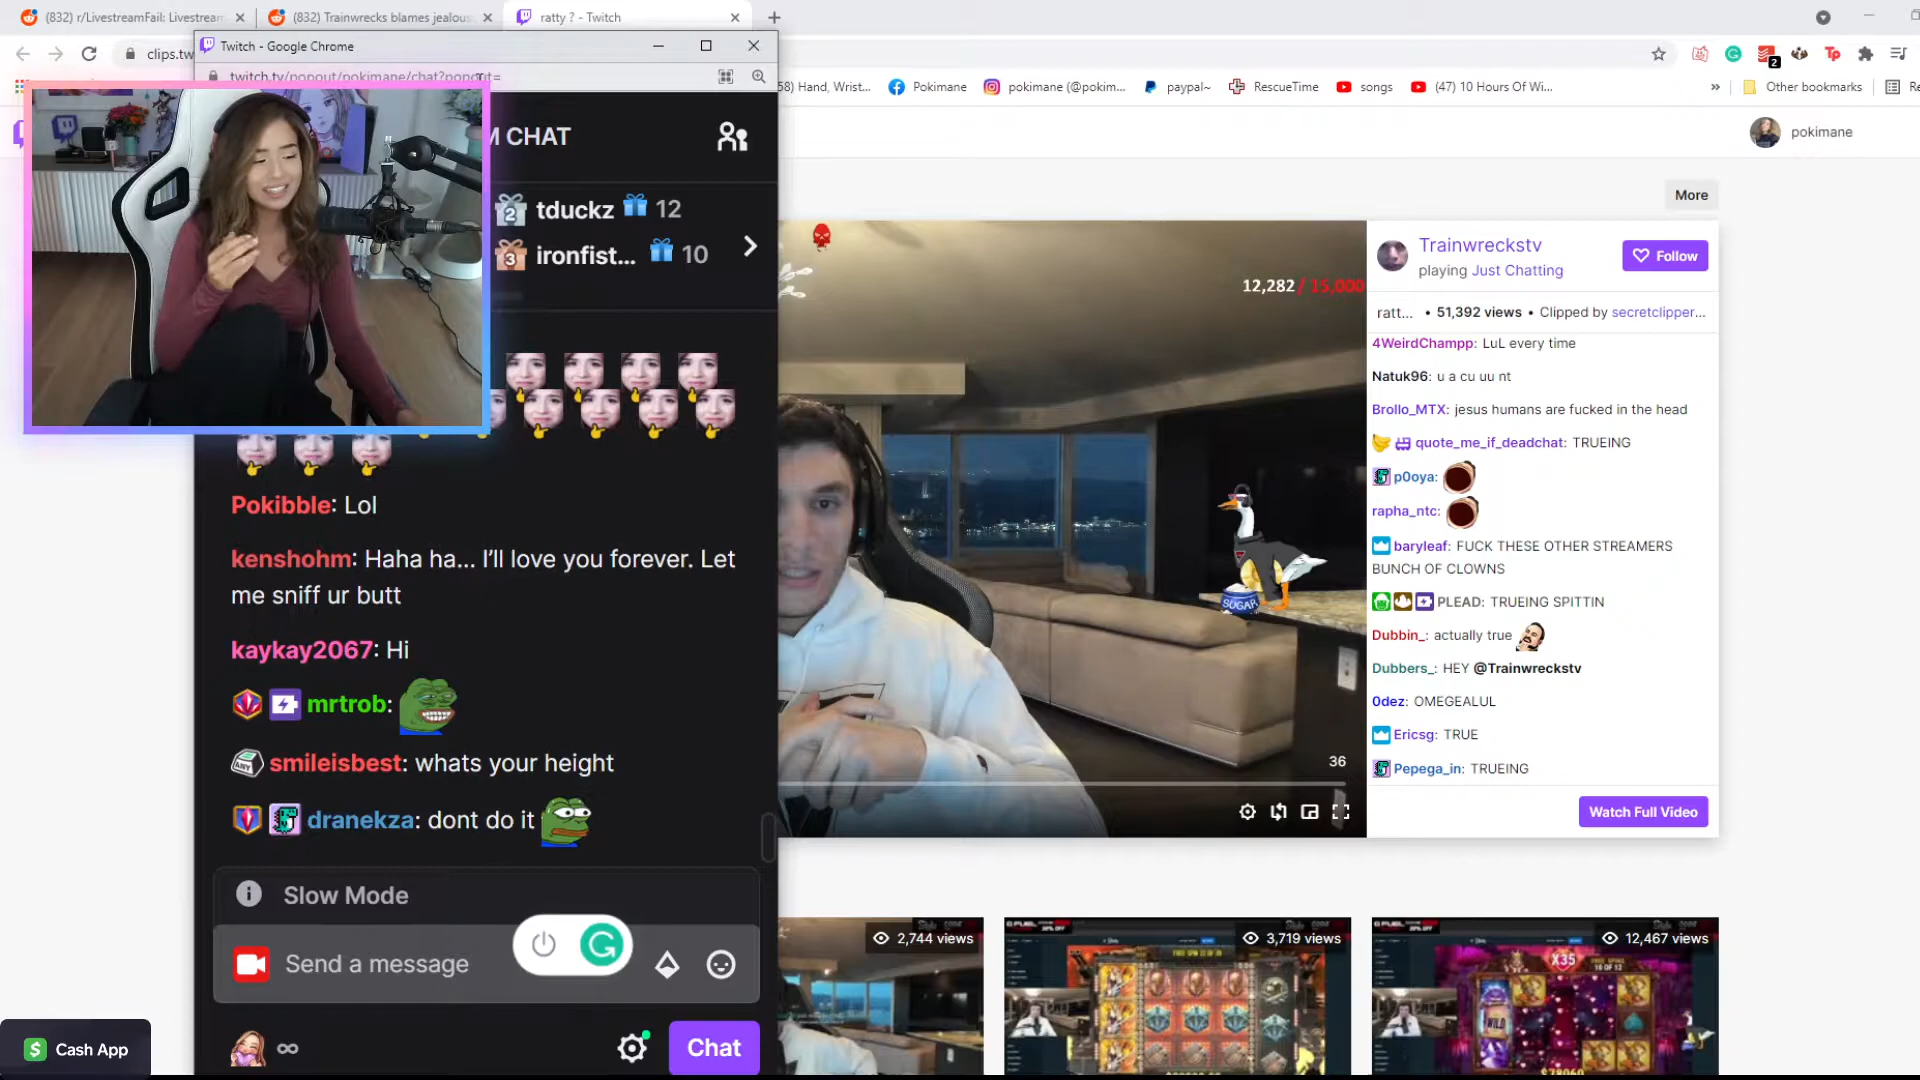 (832) r/LivestreamFail: Livestream
(832) Trainwrecks blames jealous
ratty ? - Twitch
clips.tw
Twitch - Google Chrome
twitch.tv/popout/pokimane/chat?popout=
58) Hand, Wrist...
Pokimane
pokimane (@pokim...
paypal~
RescueTime
songs
(47) 10 Hours Of Wi...
»
Other bookmarks
Re
2
pokimane
More
M CHAT
2 tduckz 12
3 ironfist... 10
Pokibble: Lol
kenshohm: Haha ha... I'll love you forever. Let
me sniff ur butt
kaykay2067: Hi
mrtrob:
ANY smileisbest: whats your height
dranekza: dont do it
Slow Mode
Send a message
∞
Chat
$ Cash App
12,282 / 15,000
SUGAR
36
Trainwreckstv
playing Just Chatting
Follow
ratt... • 51,392 views • Clipped by secretclipper...
4WeirdChampp: LuL every time
Natuk96: u a cu uu nt
Brollo_MTX: jesus humans are fucked in the head
quote_me_if_deadchat: TRUEING
p0oya:
rapha_ntc:
baryleaf: FUCK THESE OTHER STREAMERS
BUNCH OF CLOWNS
PLEAD: TRUEING SPITTIN
Dubbin_: actually true
Dubbers_: HEY @Trainwreckstv
0dez: OMEGEALUL
Ericsg: TRUE
Pepega_in: TRUEING
Watch Full Video
2,744 views
3,719 views
12,467 views
X35
WILD